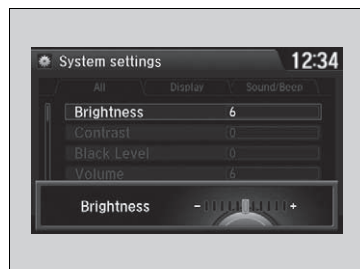 System settings 12:34
All Display Sound/Beep
Brightness 6
Contrast 0
Black Level 0
Volume 6
Brightness - +